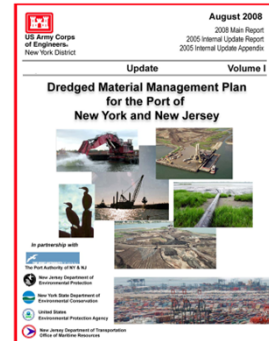 August 2008
US Army Corps
of Engineers®
New York District
2008 Main Report
2005 Internal Update Report
2005 Internal Update Appendix
Update
Volume I
Dredged Material Management Plan
for the Port of
New York and New Jersey
In partnership with
The Port Authority of NY & NJ
New Jersey Department of
Environmental Protection
New York State Department of
Environmental Conservation
United States
Environmental Protection Agency
New Jersey Department of Transportation
Office of Maritime Resources